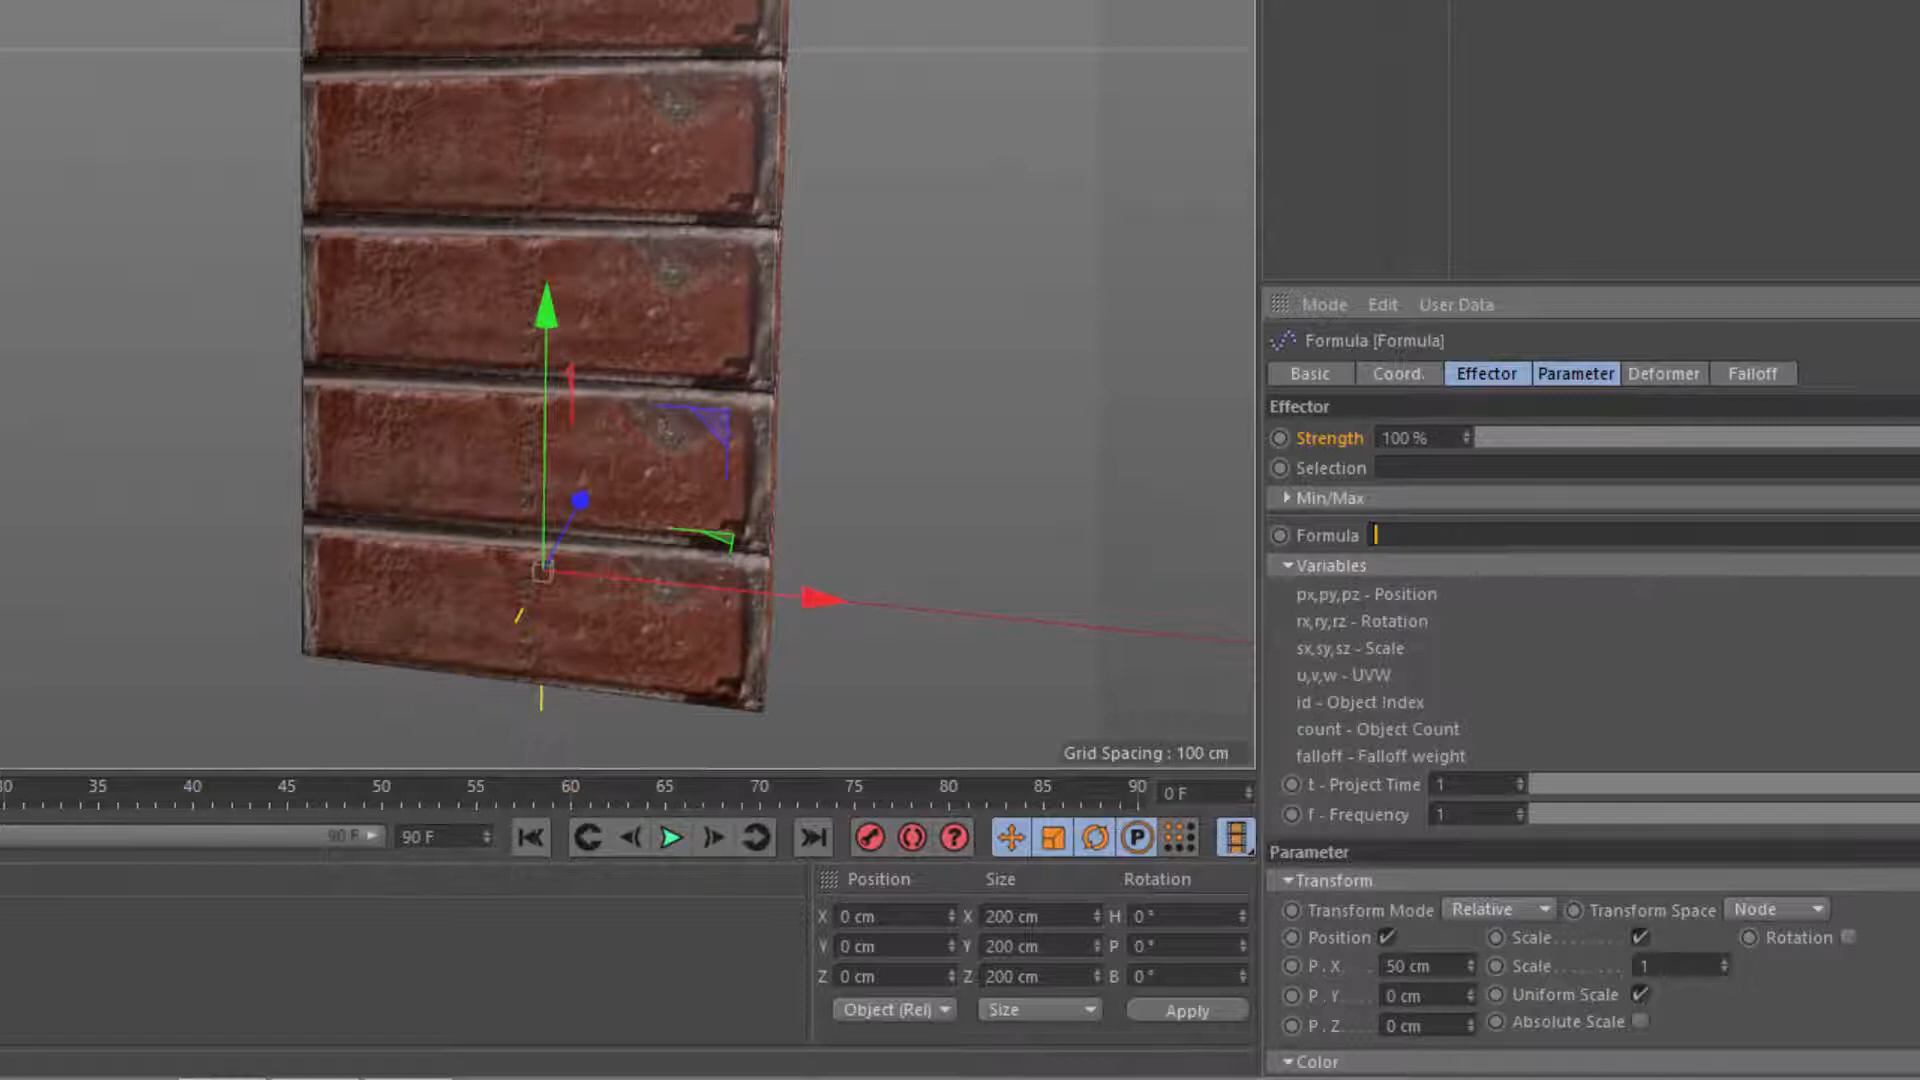 Mode Edit User Data
Formula [Formula]
Basic Coord. Effector Parameter Deformer Falloff
Effector
Strength 100 %
Selection
Min/Max
Formula
Variables
px,py,pz - Position
rx,ry,rz - Rotation
sx,sy,sz - Scale
u,v,w - UVW
id - Object Index
count - Object Count
falloff - Falloff weight
t - Project Time 1
f - Frequency 1
Parameter
Transform
Transform Mode Relative Transform Space Node
Position Scale . . . . . . . Rotation
P . X . . . 50 cm Scale . . . . . . . 1
P . Y . . . 0 cm Uniform Scale
P . Z . . . 0 cm Absolute Scale
Color
Grid Spacing : 100 cm
30 35 40 45 50 55 60 65 70 75 80 85 90 0 F
90 F 90 F
P
Position Size Rotation
X 0 cm X 200 cm H 0 °
Y 0 cm Y 200 cm P 0 °
Z 0 cm Z 200 cm B 0 °
Object (Rel) Size Apply